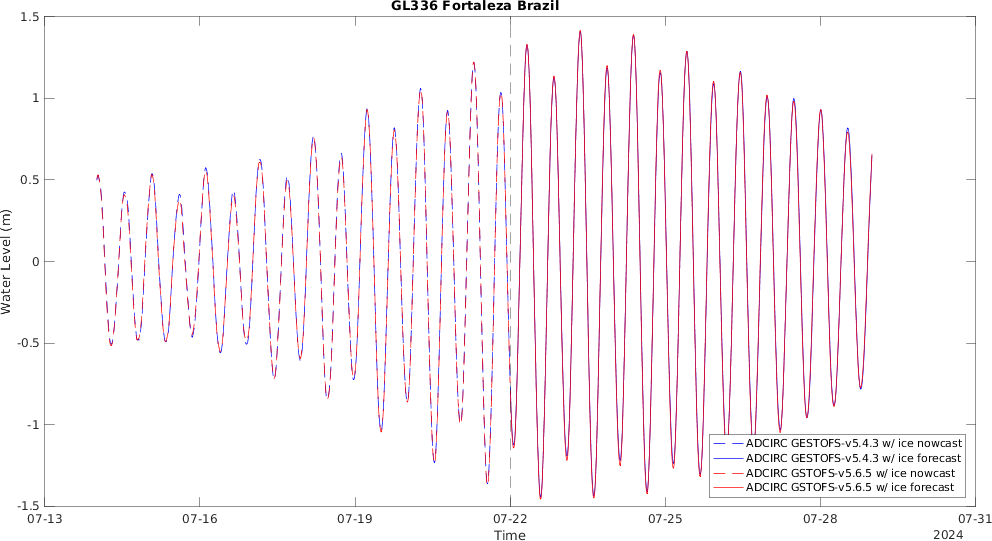 GL336 Fortaleza Brazil
Water Level (m)
1.5
1
0.5
0
-0.5
-1
-1.5
07-13
07-16
07-19
07-22
07-25
07-28
07-31
Time
2024
ADCIRC GESTOFS-v5.4.3 w/ ice nowcast
ADCIRC GESTOFS-v5.4.3 w/ ice forecast
ADCIRC GSTOFS-v5.6.5 w/ ice nowcast
ADCIRC GSTOFS-v5.6.5 w/ ice forecast